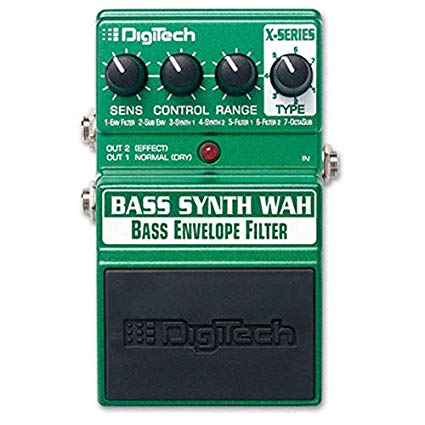 DigiTech
X-SERIES
SENS CONTROL RANGE TYPE
1-ENV FILTER 2-SUB ENV 3-SYNTH 1 4-SYNTH 2 5-FILTER 1 6-FILTER 2 7-OCTASUB
OUT 2 (EFFECT)
OUT 1 NORMAL (DRY)
IN
BASS SYNTH WAH
BASS ENVELOPE FILTER
DigiTech